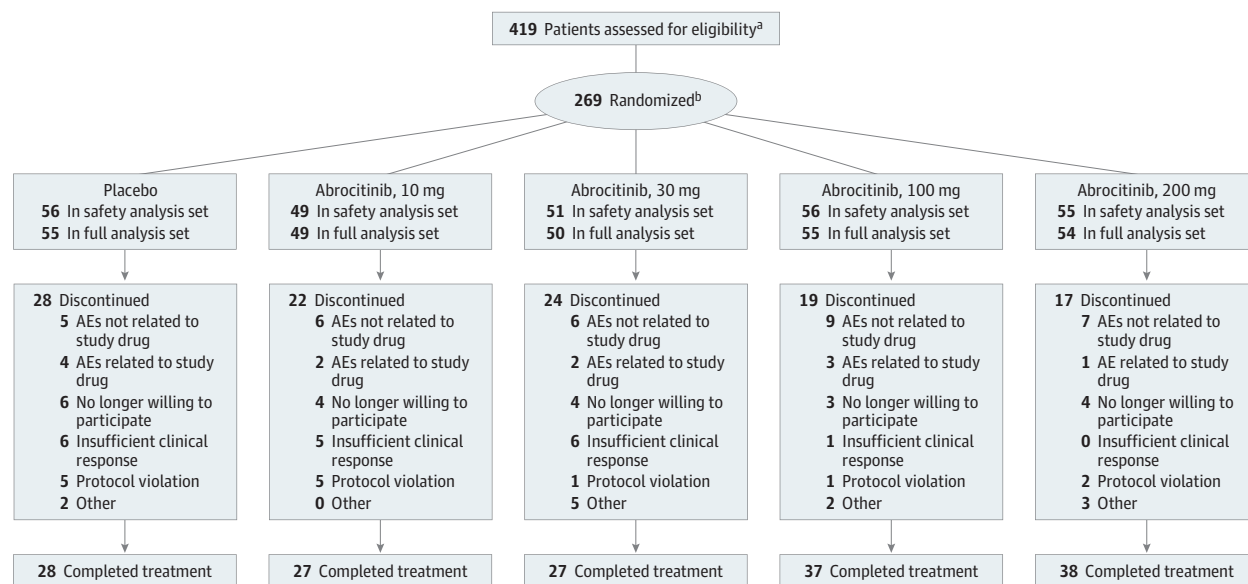 419 Patients assessed for eligibilityᵃ
269 Randomizedᵇ
Placebo
56 In safety analysis set
55 In full analysis set
Abrocitinib, 10 mg
49 In safety analysis set
49 In full analysis set
Abrocitinib, 30 mg
51 In safety analysis set
50 In full analysis set
Abrocitinib, 100 mg
56 In safety analysis set
55 In full analysis set
Abrocitinib, 200 mg
55 In safety analysis set
54 In full analysis set
28 Discontinued
5 AEs not related to
study drug
4 AEs related to study
drug
6 No longer willing to
participate
6 Insufficient clinical
response
5 Protocol violation
2 Other
22 Discontinued
6 AEs not related to
study drug
2 AEs related to study
drug
4 No longer willing to
participate
5 Insufficient clinical
response
5 Protocol violation
0 Other
24 Discontinued
6 AEs not related to
study drug
2 AEs related to study
drug
4 No longer willing to
participate
6 Insufficient clinical
response
1 Protocol violation
5 Other
19 Discontinued
9 AEs not related to
study drug
3 AEs related to study
drug
3 No longer willing to
participate
1 Insufficient clinical
response
1 Protocol violation
2 Other
17 Discontinued
7 AEs not related to
study drug
1 AE related to study
drug
4 No longer willing to
participate
0 Insufficient clinical
response
2 Protocol violation
3 Other
28 Completed treatment
27 Completed treatment
27 Completed treatment
37 Completed treatment
38 Completed treatment